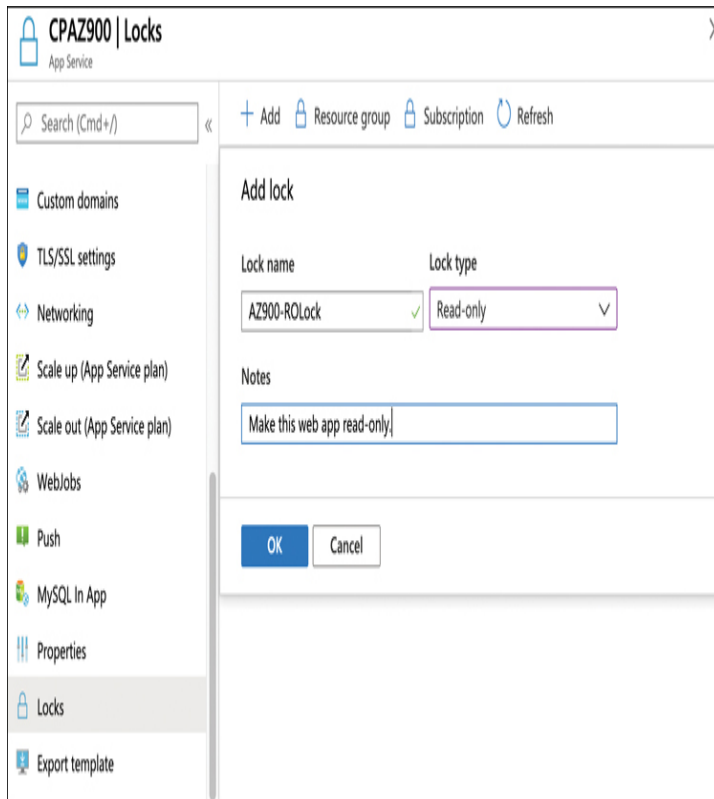 CPAZ900 | Locks
App Service
Search (Cmd+/)
«
Custom domains
TLS/SSL settings
Networking
Scale up (App Service plan)
Scale out (App Service plan)
WebJobs
Push
MySQL In App
Properties
Locks
Export template
Add Resource group Subscription Refresh
Add lock
Lock name Lock type
AZ900-ROLock Read-only
Notes
Make this web app read-only.
OK Cancel